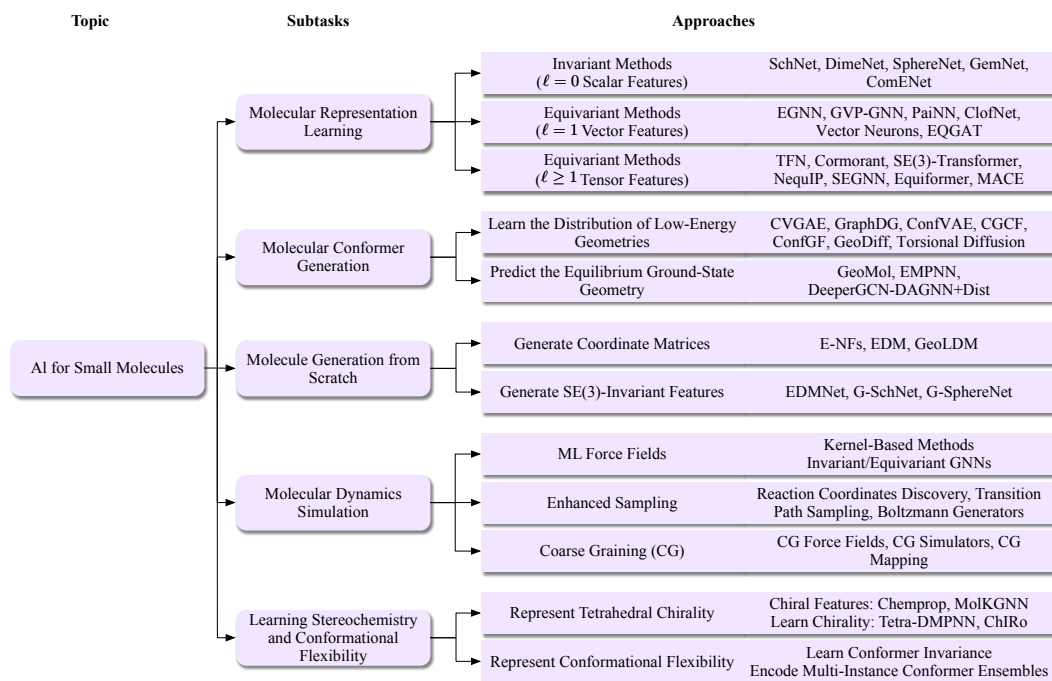 Topic
Subtasks
Approaches
AI for Small Molecules
Molecular Representation
Learning
Invariant Methods
(ℓ = 0 Scalar Features)
SchNet, DimeNet, SphereNet, GemNet,
ComENet
Equivariant Methods
(ℓ = 1 Vector Features)
EGNN, GVP-GNN, PaiNN, ClofNet,
Vector Neurons, EQGAT
Equivariant Methods
(ℓ ≥ 1 Tensor Features)
TFN, Cormorant, SE(3)-Transformer,
NequIP, SEGNN, Equiformer, MACE
Molecular Conformer
Generation
Learn the Distribution of Low-Energy
Geometries
CVGAE, GraphDG, ConfVAE, CGCF,
ConfGF, GeoDiff, Torsional Diffusion
Predict the Equilibrium Ground-State
Geometry
GeoMol, EMPNN,
DeeperGCN-DAGNN+Dist
Molecule Generation from
Scratch
Generate Coordinate Matrices
E-NFs, EDM, GeoLDM
Generate SE(3)-Invariant Features
EDMNet, G-SchNet, G-SphereNet
Molecular Dynamics
Simulation
ML Force Fields
Kernel-Based Methods
Invariant/Equivariant GNNs
Enhanced Sampling
Reaction Coordinates Discovery, Transition
Path Sampling, Boltzmann Generators
Coarse Graining (CG)
CG Force Fields, CG Simulators, CG
Mapping
Learning Stereochemistry
and Conformational
Flexibility
Represent Tetrahedral Chirality
Chiral Features: Chemprop, MolKGNN
Learn Chirality: Tetra-DMPNN, ChIRo
Represent Conformational Flexibility
Learn Conformer Invariance
Encode Multi-Instance Conformer Ensembles